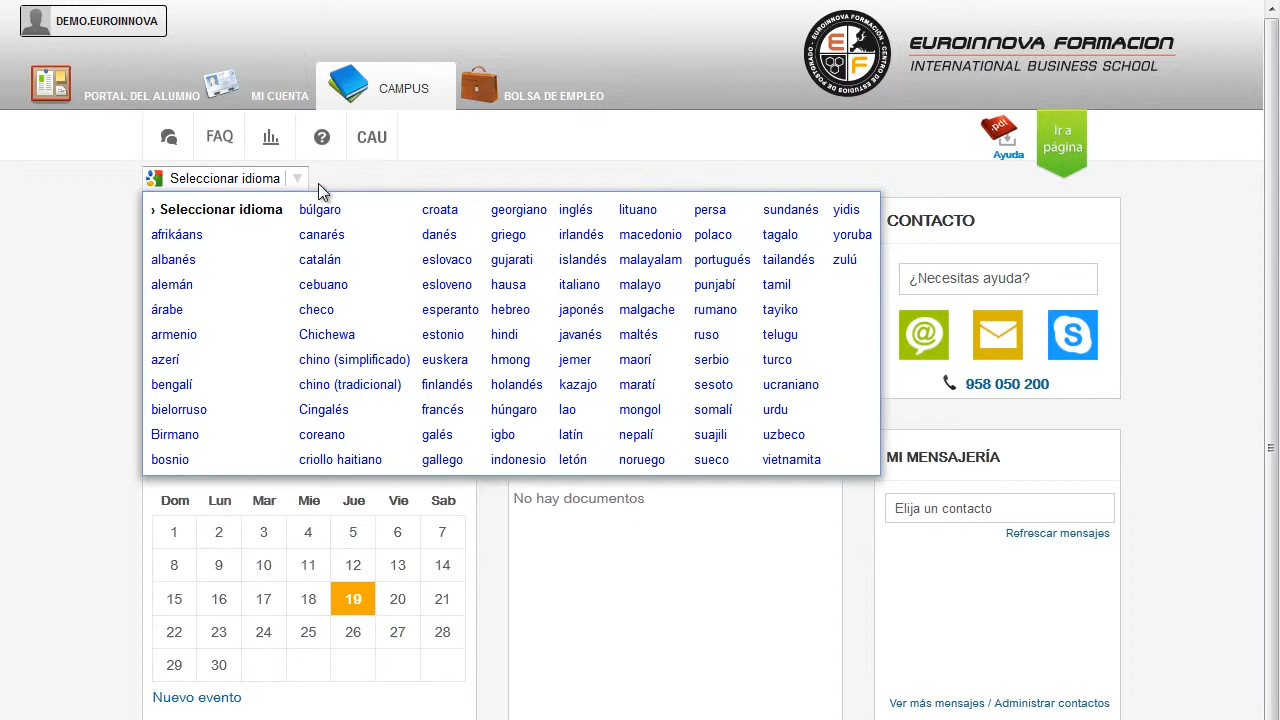 DEMO.EUROINNOVA
EUROINNOVA FORMACIÓN
CENTRO DE ESTUDIOS DE POSTGRADO
E
F
EUROINNOVA FORMACION
INTERNATIONAL BUSINESS SCHOOL
PORTAL DEL ALUMNO
MI CUENTA
CAMPUS
BOLSA DE EMPLEO
FAQ
?
CAU
.pdf
Ayuda
Ir a
página
Seleccionar idioma
› Seleccionar idioma búlgaro croata georgiano inglés lituano persa sundanés yidis
afrikáans canarés danés griego irlandés macedonio polaco tagalo yoruba
albanés catalán eslovaco gujarati islandés malayalam portugués tailandés zulú
alemán cebuano esloveno hausa italiano malayo punjabí tamil
árabe checo esperanto hebreo japonés malgache rumano tayiko
armenio Chichewa estonio hindi javanés maltés ruso telugu
azerí chino (simplificado) euskera hmong jemer maorí serbio turco
bengalí chino (tradicional) finlandés holandés kazajo maratí sesoto ucraniano
bielorruso Cingalés francés húngaro lao mongol somalí urdu
Birmano coreano galés igbo latín nepalí suajili uzbeco
bosnio criollo haitiano gallego indonesio letón noruego sueco vietnamita
CONTACTO
¿Necesitas ayuda?
@
S
958 050 200
Dom Lun Mar Mie Jue Vie Sab
1 2 3 4 5 6 7
8 9 10 11 12 13 14
15 16 17 18 19 20 21
22 23 24 25 26 27 28
29 30
Nuevo evento
No hay documentos
MI MENSAJERÍA
Elija un contacto
Refrescar mensajes
Ver más mensajes / Administrar contactos